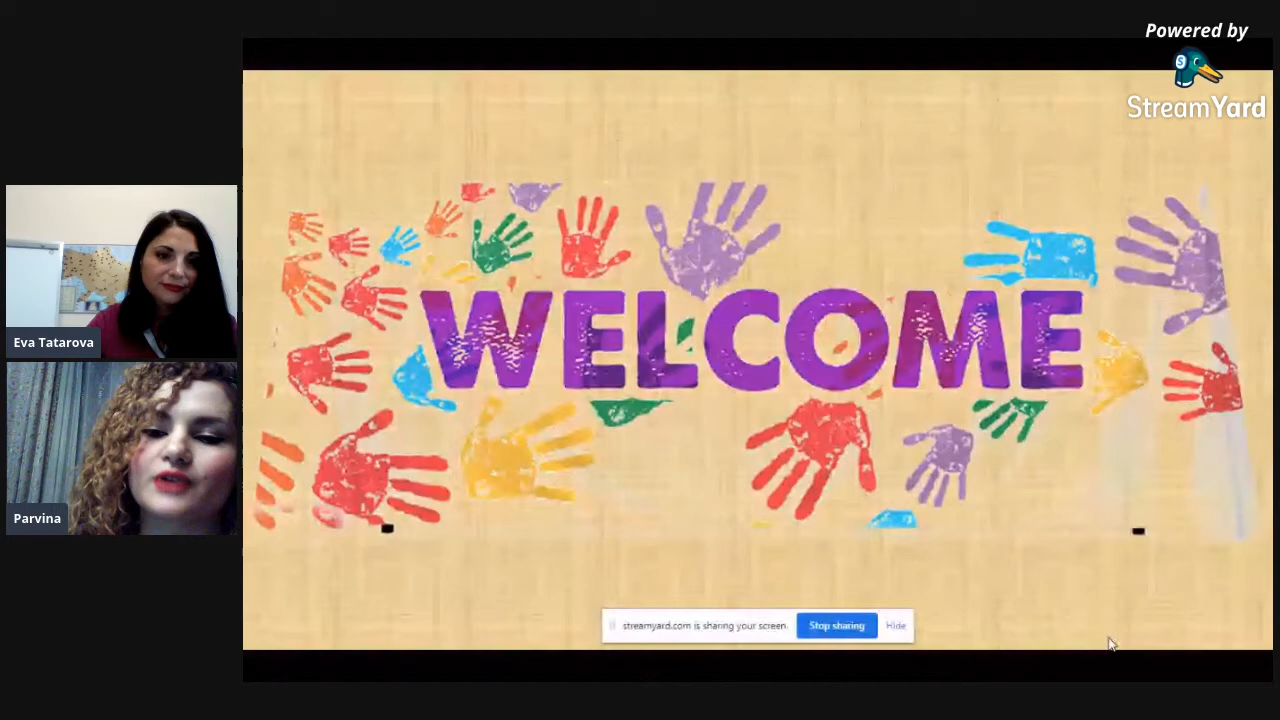 Powered by
StreamYard
Eva Tatarova
Parvina
WELCOME
streamyard.com is sharing your screen.
Stop sharing
Hide